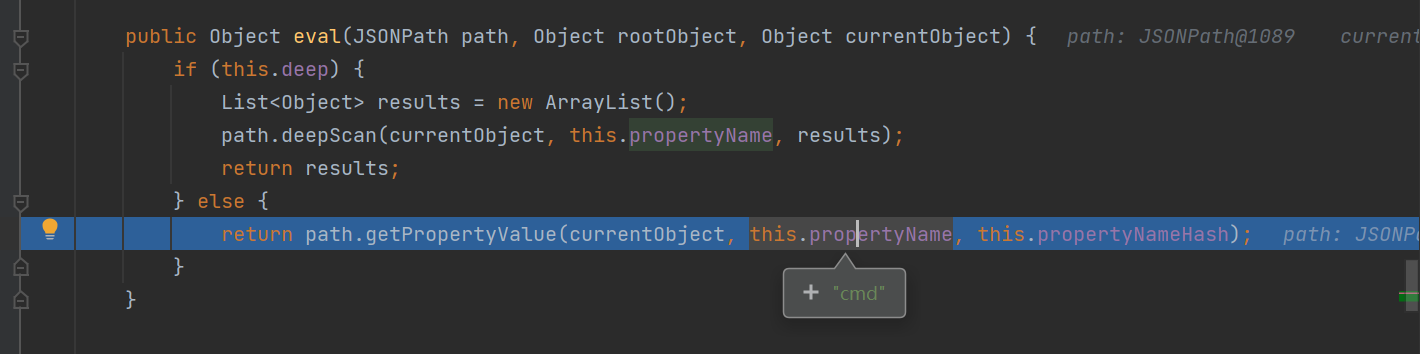 public Object eval(JSONPath path, Object rootObject, Object currentObject) {   path: JSONPath@1089    current
if (this.deep) {
List<Object> results = new ArrayList();
path.deepScan(currentObject, this.propertyName, results);
return results;
} else {
return path.getPropertyValue(currentObject, this.propertyName, this.propertyNameHash);   path: JSONP
}
+ "cmd"
}